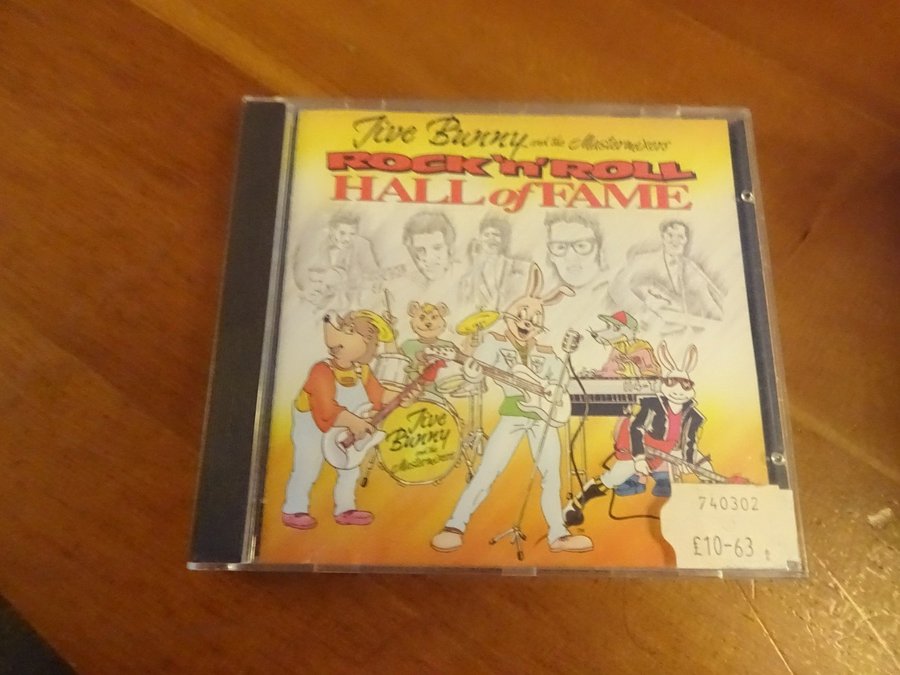 Jive Bunny and the Mastermixers
ROCK 'n' ROLL
HALL of FAME
Jive
Bunny
and the
Mastermixers
740302
£10-63